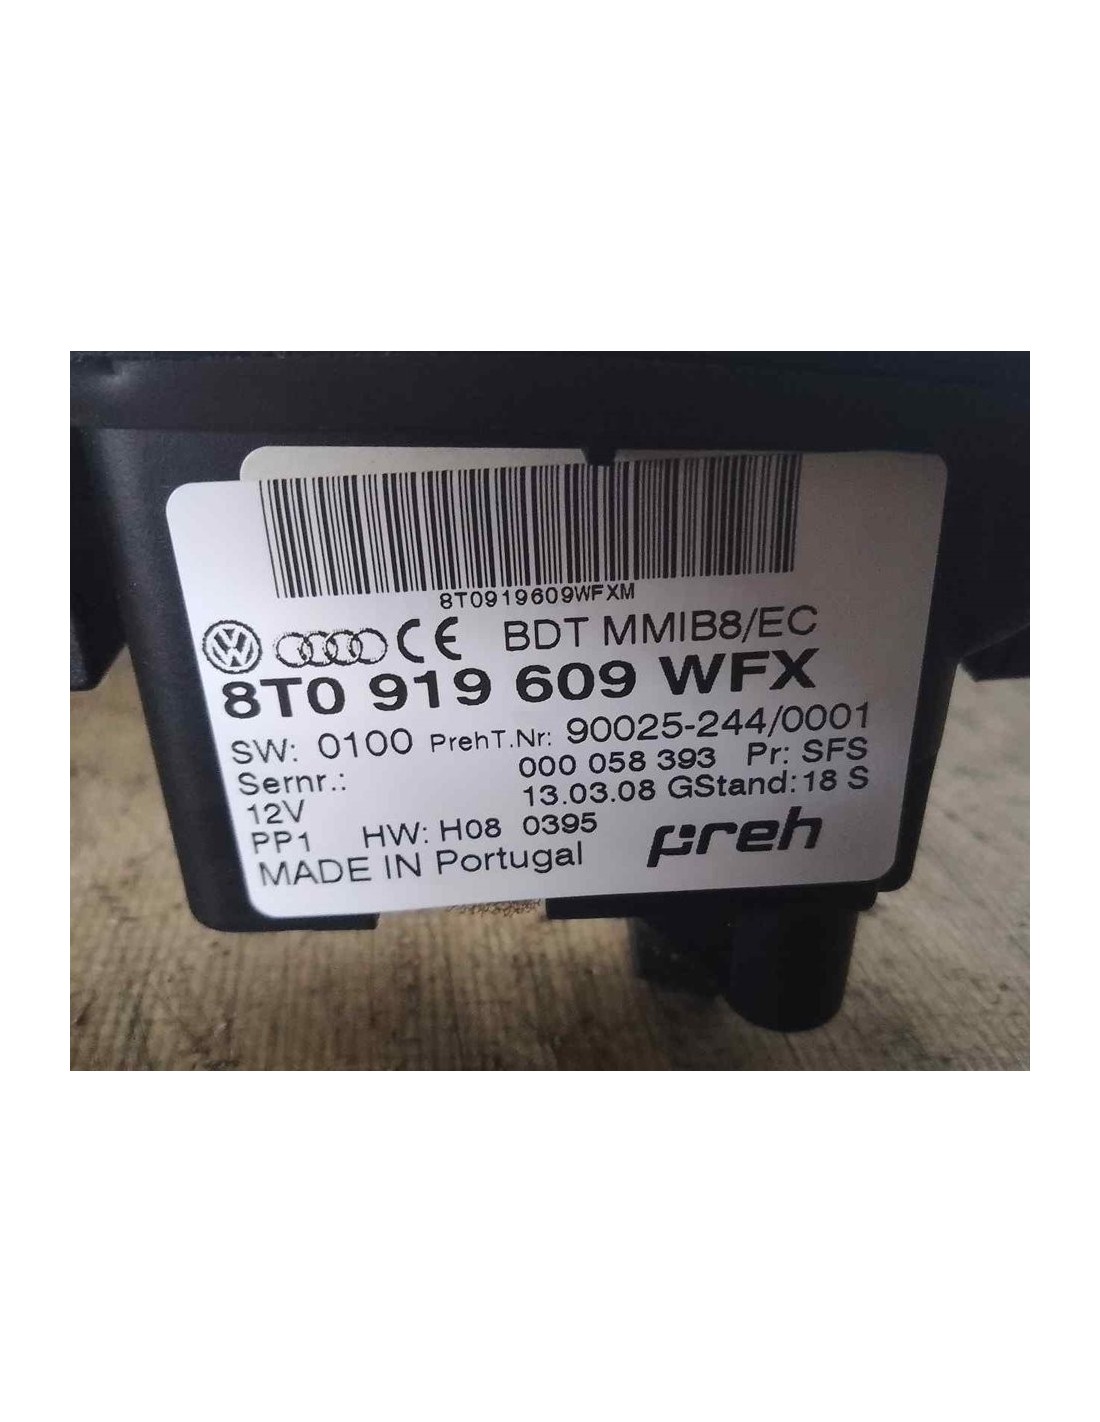 8T0919609WFXM
CE BDT MMIB8/EC
8T0 919 609 WFX
SW: 0100 PrehT.Nr: 90025-244/0001
Sernr.: 000 058 393 Pr: SFS
12V 13.03.08 GStand: 18 S
PP1 HW: H08 0395
MADE IN Portugal preh